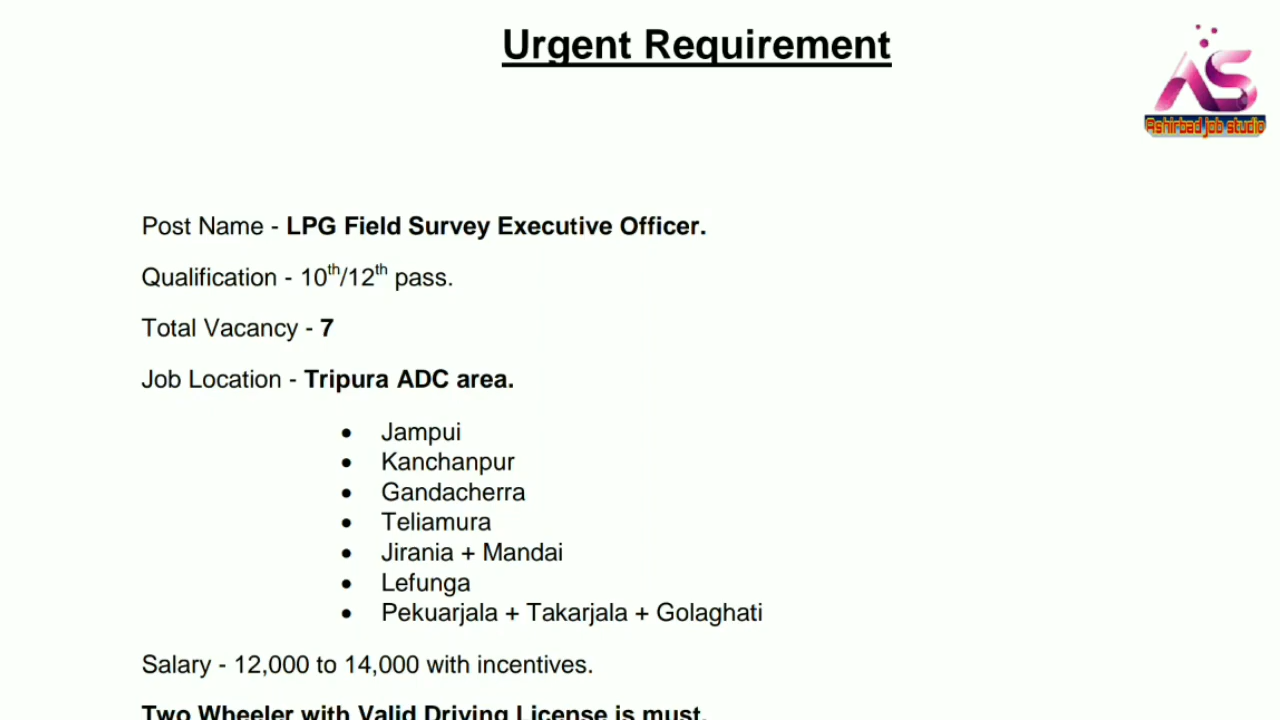 Urgent Requirement
AS
Ashirbad job studio
Post Name - LPG Field Survey Executive Officer.
Qualification - 10th/12th pass.
Total Vacancy - 7
Job Location - Tripura ADC area.
• Jampui
• Kanchanpur
• Gandacherra
• Teliamura
• Jirania + Mandai
• Lefunga
• Pekuarjala + Takarjala + Golaghati
Salary - 12,000 to 14,000 with incentives.
Two Wheeler with Valid Driving License is must.